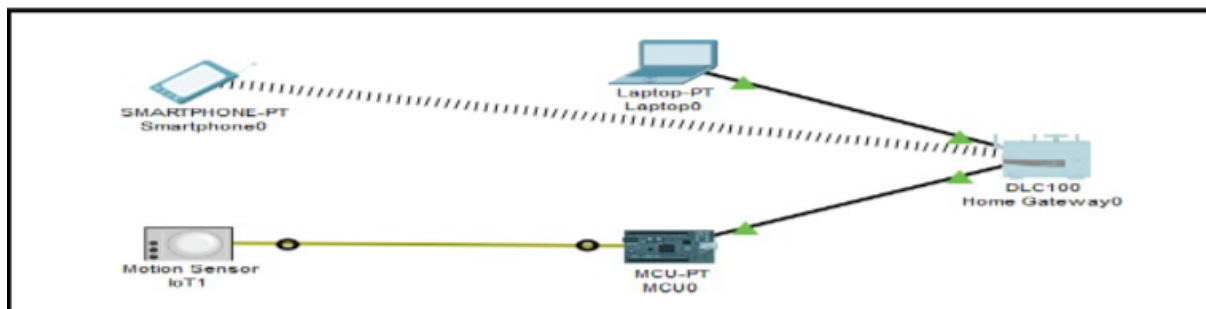 SMARTPHONE-PT
Smartphone0
Laptop-PT
Laptop0
DLC100
Home Gateway0
Motion Sensor
IoT1
MCU-PT
MCU0